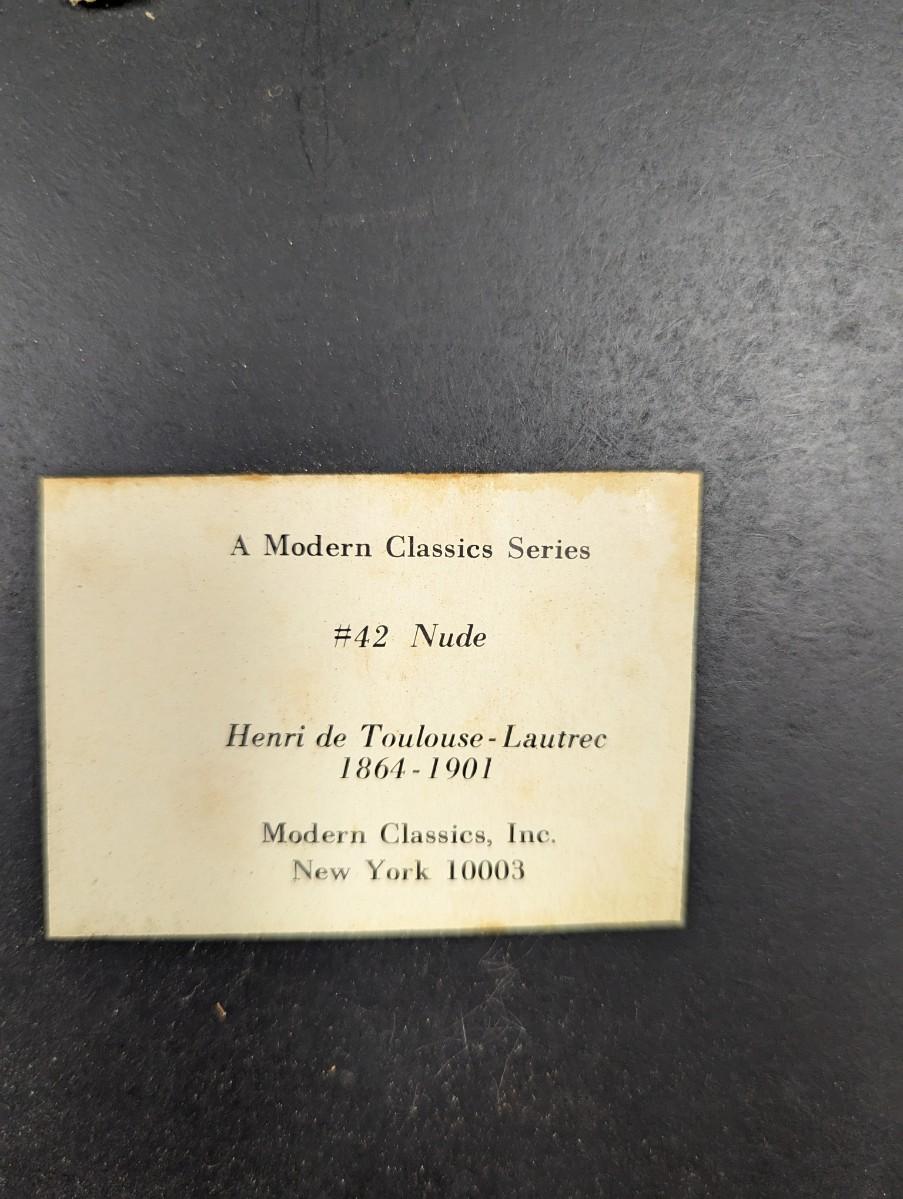 A Modern Classics Series
#42 Nude
Henri de Toulouse-Lautrec
1864-1901
Modern Classics, Inc.
New York 10003